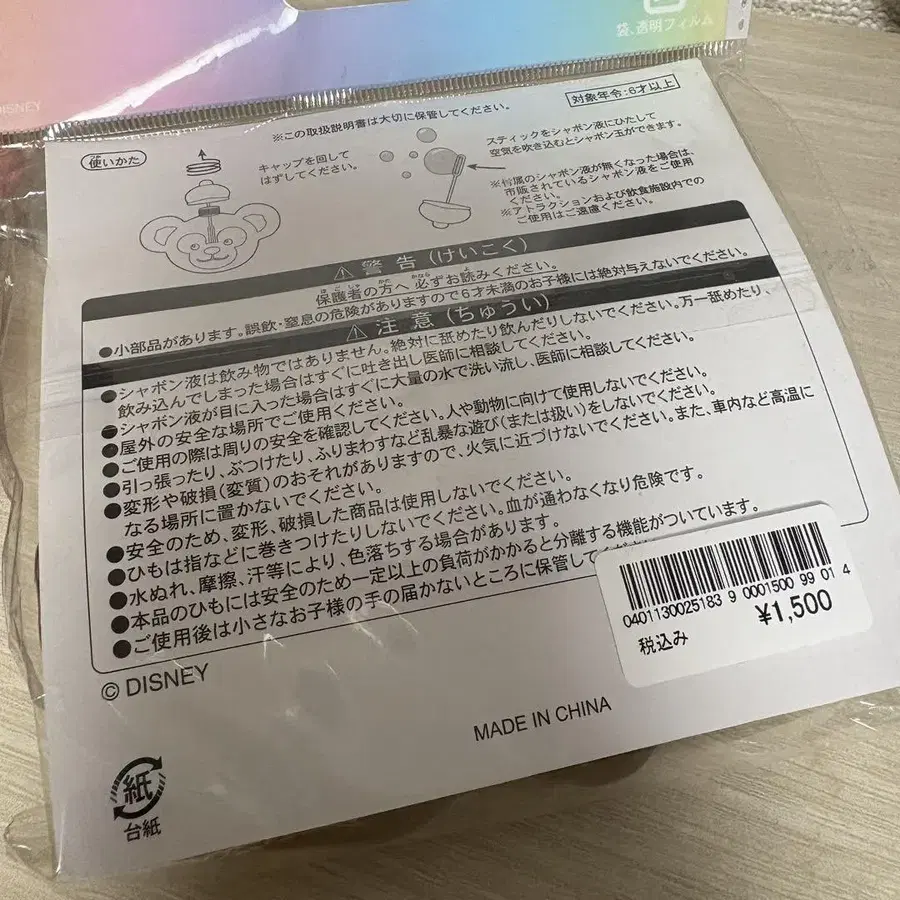 袋、透明フィルム
DISNEY
対象年令:6才以上
※この取扱説明書は大切に保管してください。
使いかた
キャップを回して
はずしてください。
スティックをシャボン液にひたして
空気を吹き込むとシャボン玉ができます。
※付属のシャボン液が無くなった場合は、
市販されているシャボン液をご使用
ください。
※アトラクションおよび飲食施設内での
ご使用はご遠慮ください。
⚠ 警告(けいこく)
保護者の方へ 必ずお読みください。
●小部品があります。誤飲・窒息の危険がありますので6才未満のお子様には絶対与えないでください。
⚠ 注意(ちゅうい)
●シャボン液は飲み物ではありません。絶対に舐めたり飲んだりしないでください。万一舐めたり、
飲み込んでしまった場合はすぐに吐き出し医師に相談してください。
●シャボン液が目に入った場合はすぐに大量の水で洗い流し、医師に相談してください。
●屋外の安全な場所でご使用ください。
●ご使用の際は周りの安全を確認してください。人や動物に向けて使用しないでください。
●引っ張ったり、ぶつけたり、ふりまわすなど乱暴な遊び(または扱い)をしないでください。
●変形や破損(変質)のおそれがありますので、火気に近づけないでください。また、車内など高温に
なる場所に置かないでください。
●安全のため、変形、破損した商品は使用しないでください。
●ひもは指などに巻きつけたりしないでください。血が通わなくなり危険です。
●水ぬれ、摩擦、汗等により、色落ちする場合があります。
●本品のひもには安全のため一定以上の負荷がかかると分離する機能がついています。
●ご使用後は小さなお子様の手の届かないところに保管してください。
0401130025183 9 0001500 99 01 4
¥1,500
税込み
© DISNEY
MADE IN CHINA
紙
台紙